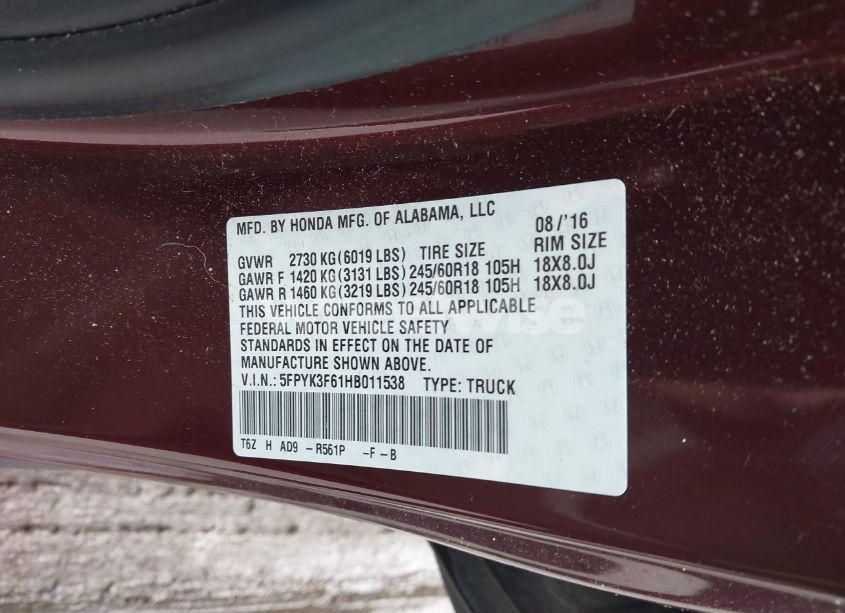 MFD. BY HONDA MFG. OF ALABAMA, LLC 08/'16
GVWR 2730 KG (6019 LBS) TIRE SIZE RIM SIZE
GAWR F 1420 KG (3131 LBS) 245/60R18 105H 18X8.0J
GAWR R 1460 KG (3219 LBS) 245/60R18 105H 18X8.0J
THIS VEHICLE CONFORMS TO ALL APPLICABLE
FEDERAL MOTOR VEHICLE SAFETY
STANDARDS IN EFFECT ON THE DATE OF
MANUFACTURE SHOWN ABOVE.
V.I.N.: 5FPYK3F61HB011538 TYPE: TRUCK
T6Z H AD9 -R561P -F-B